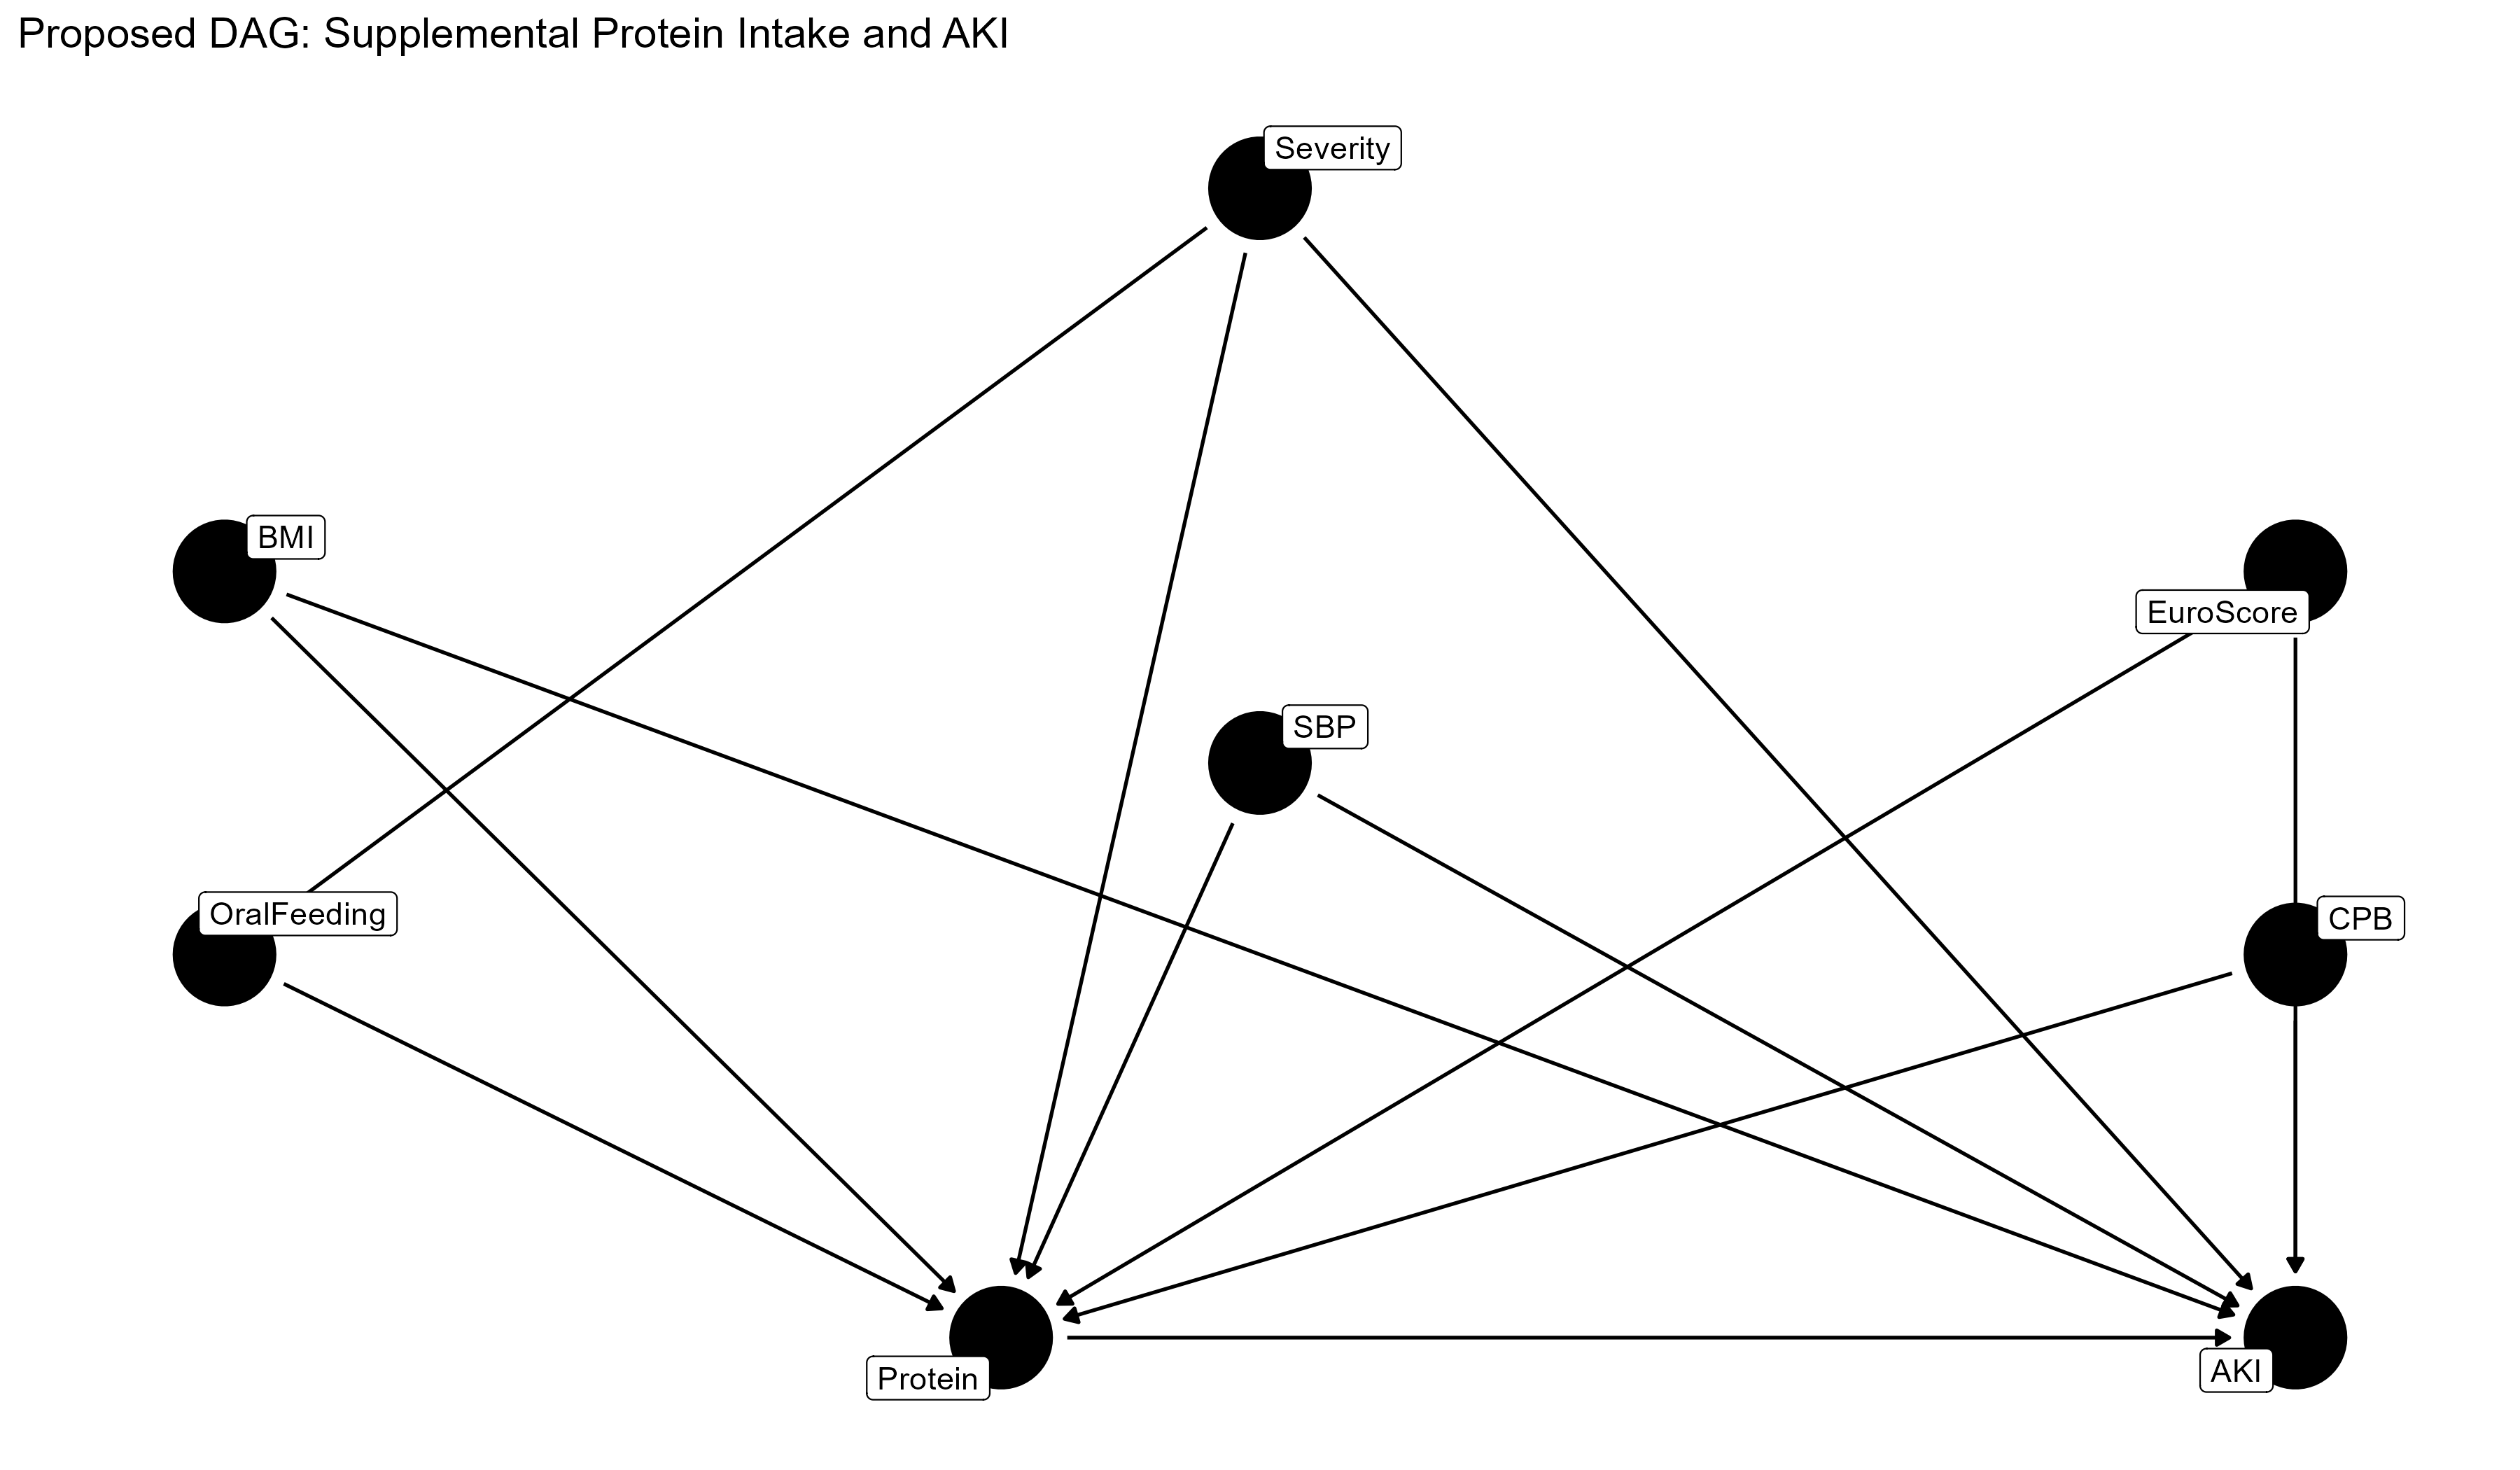 Proposed DAG: Supplemental Protein Intake and AKI
Severity
BMI
EuroScore
SBP
OralFeeding
CPB
Protein
AKI